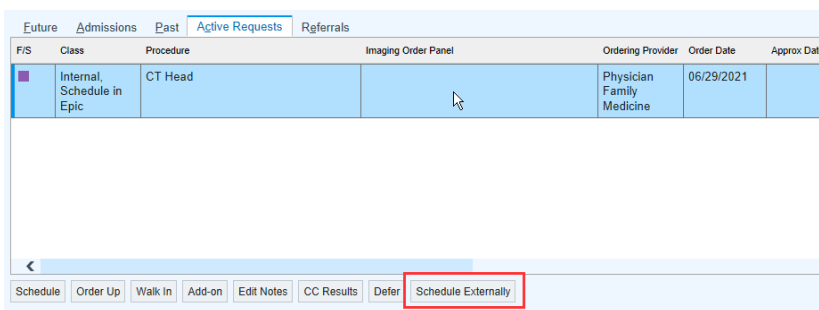 Future Admissions Past Active Requests Referrals
F/S Class Procedure Imaging Order Panel Ordering Provider Order Date Approx Dat
Internal, CT Head Physician 06/29/2021
Schedule in Family
Epic Medicine
Schedule Order Up Walk In Add-on Edit Notes CC Results Defer Schedule Externally